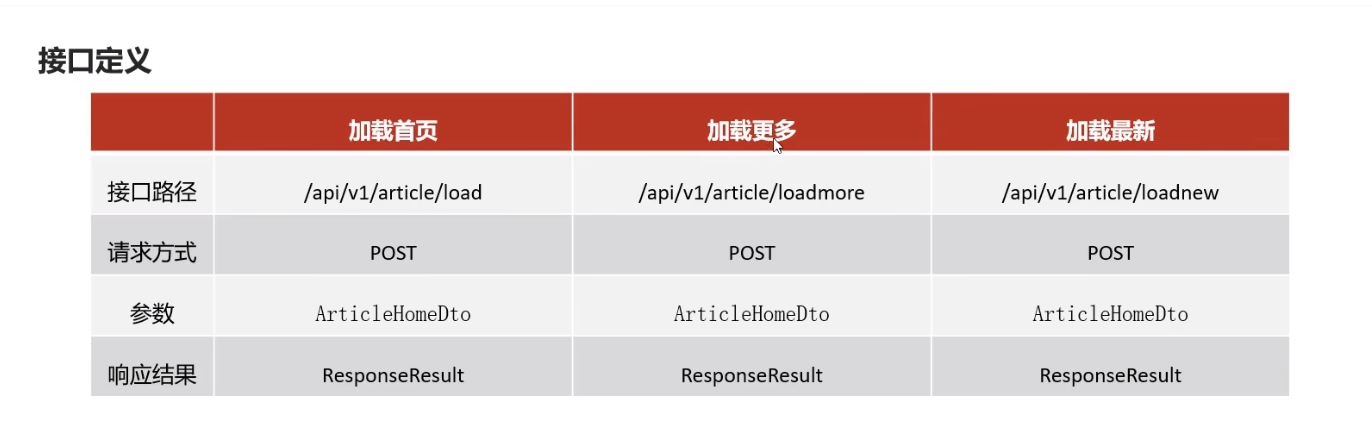 接口定义
加载首页 加载更多 加载最新
接口路径 /api/v1/article/load /api/v1/article/loadmore /api/v1/article/loadnew
请求方式 POST POST POST
参数 ArticleHomeDto ArticleHomeDto ArticleHomeDto
响应结果 ResponseResult ResponseResult ResponseResult